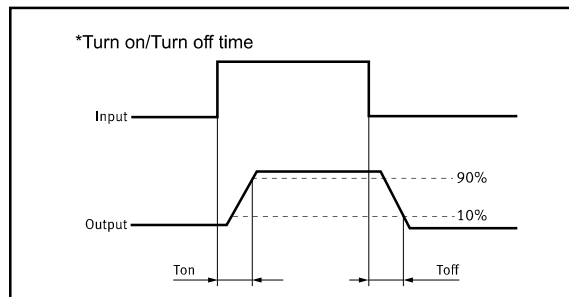 *Turn on/Turn off time
Input
90%
10%
Output
Ton
Toff